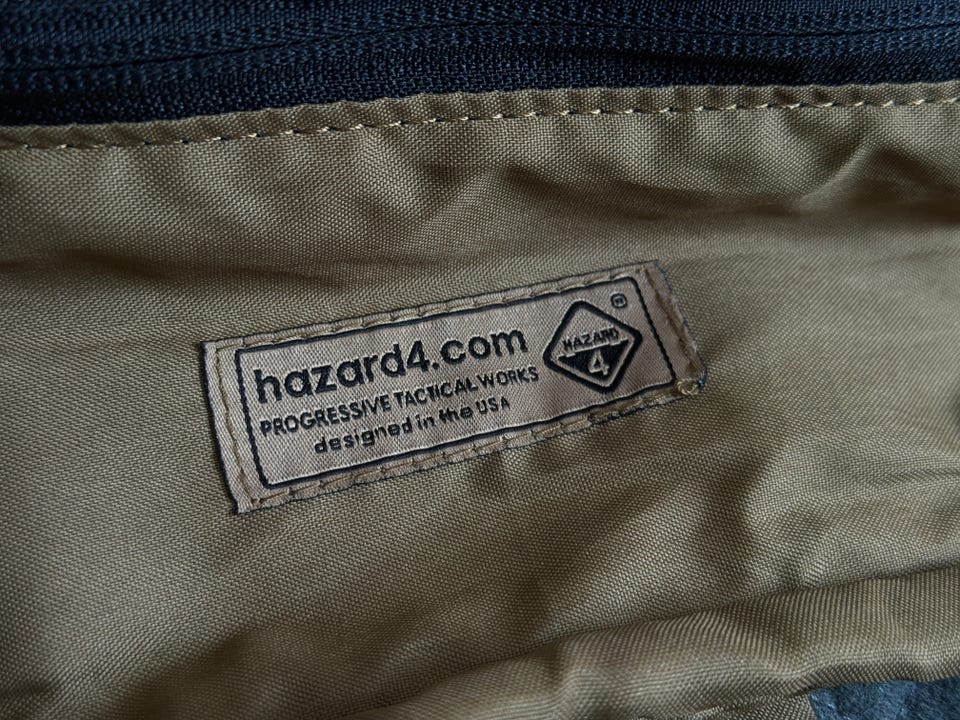 hazard4.com
PROGRESSIVE TACTICAL WORKS
designed in the USA
HAZARD
4
®